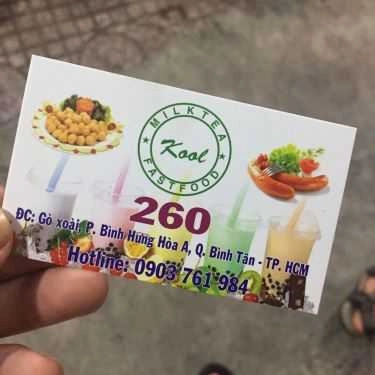 MILKTEA
Kool
FASTFOOD
260
ĐC: Gò xoài, P. Bình Hưng Hòa A, Q. Bình Tân - TP. HCM
Hotline: 0903 761 984